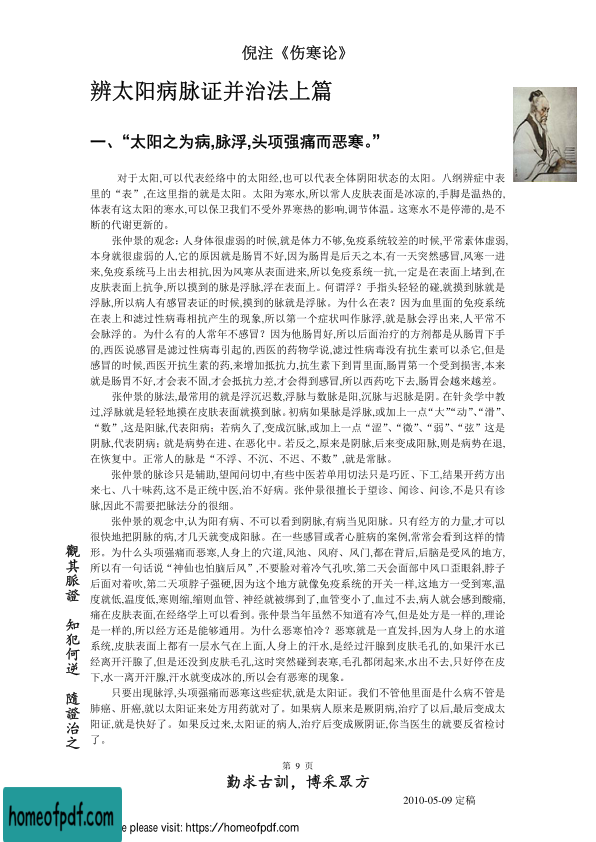 倪注《伤寒论》
辨太阳病脉证并治法上篇
一、“太阳之为病,脉浮,头项强痛而恶寒。”
对于太阳,可以代表经络中的太阳经,也可以代表全体阴阳状态的太阳。八纲辨症中表
里的“表”,在这里指的就是太阳。太阳为寒水,所以常人皮肤表面是冰凉的,手脚是温热的,
体表有这太阳的寒水,可以保卫我们不受外界寒热的影响,调节体温。这寒水不是停滞的,是不
断的代谢更新的。
张仲景的观念：人身体很虚弱的时候,就是体力不够,免疫系统较差的时候,平常素体虚弱,
本身就很虚弱的人,它的原因就是肠胃不好,因为肠胃是后天之本,有一天突然感冒,风寒一进
来,免疫系统马上出去相抗,因为风寒从表面进来,所以免疫系统一抗,一定是在表面上堵到,在
皮肤表面上抗争,所以摸到的脉是浮脉,浮在表面上。何谓浮？手指头轻轻的碰,就摸到脉就是
浮脉,所以病人有感冒表证的时候,摸到的脉就是浮脉。为什么在表？因为血里面的免疫系统
在表上和滤过性病毒相抗产生的现象,所以第一个症状叫作脉浮,就是脉会浮出来,人平常不
会脉浮的。为什么有的人常年不感冒？因为他肠胃好,所以后面治疗的方剂都是从肠胃下手
的,西医说感冒是滤过性病毒引起的,西医的药物学说,滤过性病毒没有抗生素可以杀它,但是
感冒的时候,西医开抗生素的药,来增加抵抗力,抗生素下到胃里面,肠胃第一个受到损害,本来
就是肠胃不好,才会表不固,才会抵抗力差,才会得到感冒,所以西药吃下去,肠胃会越来越差。
张仲景的脉法,最常用的就是浮沉迟数,浮脉与数脉是阳,沉脉与迟脉是阴。在针灸学中教
过,浮脉就是轻轻地摸在皮肤表面就摸到脉。初病如果脉是浮脉,或加上一点“大”“动”、“滑”、
“数”,这是阳脉,代表阳病；若病久了,变成沉脉,或加上一点“涩”、“微”、“弱”、“弦”这是
阴脉,代表阴病；就是病势在进、在恶化中。若反之,原来是阴脉,后来变成阳脉,则是病势在退,
在恢复中。正常人的脉是“不浮、不沉、不迟、不数”,就是常脉。
张仲景的脉诊只是辅助,望闻问切中,有些中医若单用切法只是巧匠、下工,结果开药方出
来七、八十味药,这不是正统中医,治不好病。张仲景很擅长于望诊、闻诊、问诊,不是只有诊
脉,因此不需要把脉法分的很细。
张仲景的观念中,认为阳有病、不可以看到阴脉,有病当见阳脉。只有经方的力量,才可以
很快地把阴脉的病,才几天就变成阳脉。在一些感冒或者心脏病的案例,常常会看到这样的情
形。为什么头项强痛而恶寒,人身上的穴道,风池、风府、风门,都在背后,后脑是受风的地方,
所以有一句话说“神仙也怕脑后风”,不要脸对着冷气孔吹,第二天会面部中风口歪眼斜,脖子
后面对着吹,第二天项脖子强硬,因为这个地方就像免疫系统的开关一样,这地方一受到寒,温
度就低,温度低,寒则缩,缩则血管、神经就被绑到了,血管变小了,血过不去,病人就会感到酸痛,
痛在皮肤表面,在经络学上可以看到。张仲景当年虽然不知道有冷气,但是处方是一样的,理论
是一样的,所以经方还是能够通用。为什么恶寒怕冷？恶寒就是一直发抖,因为人身上的水道
系统,皮肤表面上都有一层水气在上面,人身上的汗水,是经过汗腺到皮肤毛孔的,如果汗水已
经离开汗腺了,但是还没到皮肤毛孔,这时突然碰到表寒,毛孔都闭起来,水出不去,只好停在皮
下,水一离开汗腺,汗水就变成冰的,所以会有恶寒的现象。
只要出现脉浮,头项强痛而恶寒这些症状,就是太阳证。我们不管他里面是什么病不管是
肺癌、肝癌,就以太阳证来处方用药就对了。如果病人原来是厥阴病,治疗了以后,最后变成太
阳证,就是快好了。如果反过来,太阳证的病人,治疗后变成厥阴证,你当医生的就要反省检讨
了。
觀其脈證 知犯何逆 隨證治之
第 9 页
勤求古訓，博采眾方
2010-05-09 定稿
homeofpdf.com
e please visit: https://homeofpdf.com